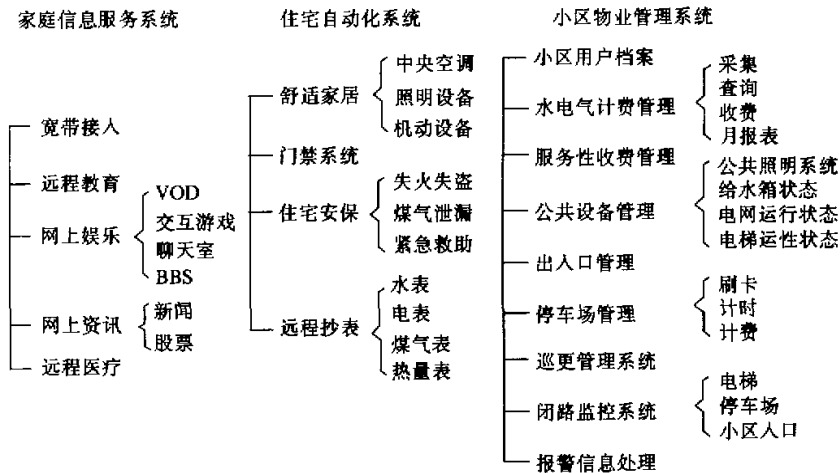 家庭信息服务系统
宽带接人
远程教育
网上娱乐
VOD
交互游戏
聊天室
BBS
网上资讯
新闻
股票
远程医疗
住宅自动化系统
舒适家居
中央空调
照明设备
机动设备
门禁系统
住宅安保
失火失盗
煤气泄漏
紧急救助
远程抄表
水表
电表
煤气表
热量表
小区物业管理系统
小区用户档案
水电气计费管理
采集
查询
收费
月报表
服务性收费管理
公共设备管理
公共照明系统
给水箱状态
电网运行状态
电梯运性状态
出人口管理
停车场管理
刷卡
计时
计费
巡更管理系统
闭路监控系统
电梯
停车场
小区人口
报警信息处理